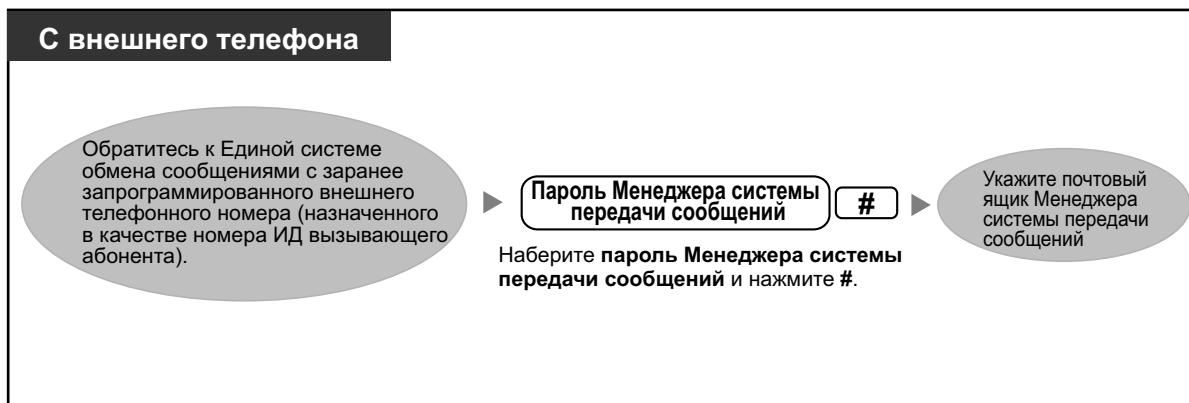 С внешнего телефона
Обратитесь к Единой системе
обмена сообщениями с заранее
запрограммированного внешнего
телефонного номера (назначенного
в качестве номера ИД вызывающего
абонента).
Пароль Менеджера системы
передачи сообщений
#
Наберите пароль Менеджера системы
передачи сообщений и нажмите #.
Укажите почтовый
ящик Менеджера
системы передачи
сообщений